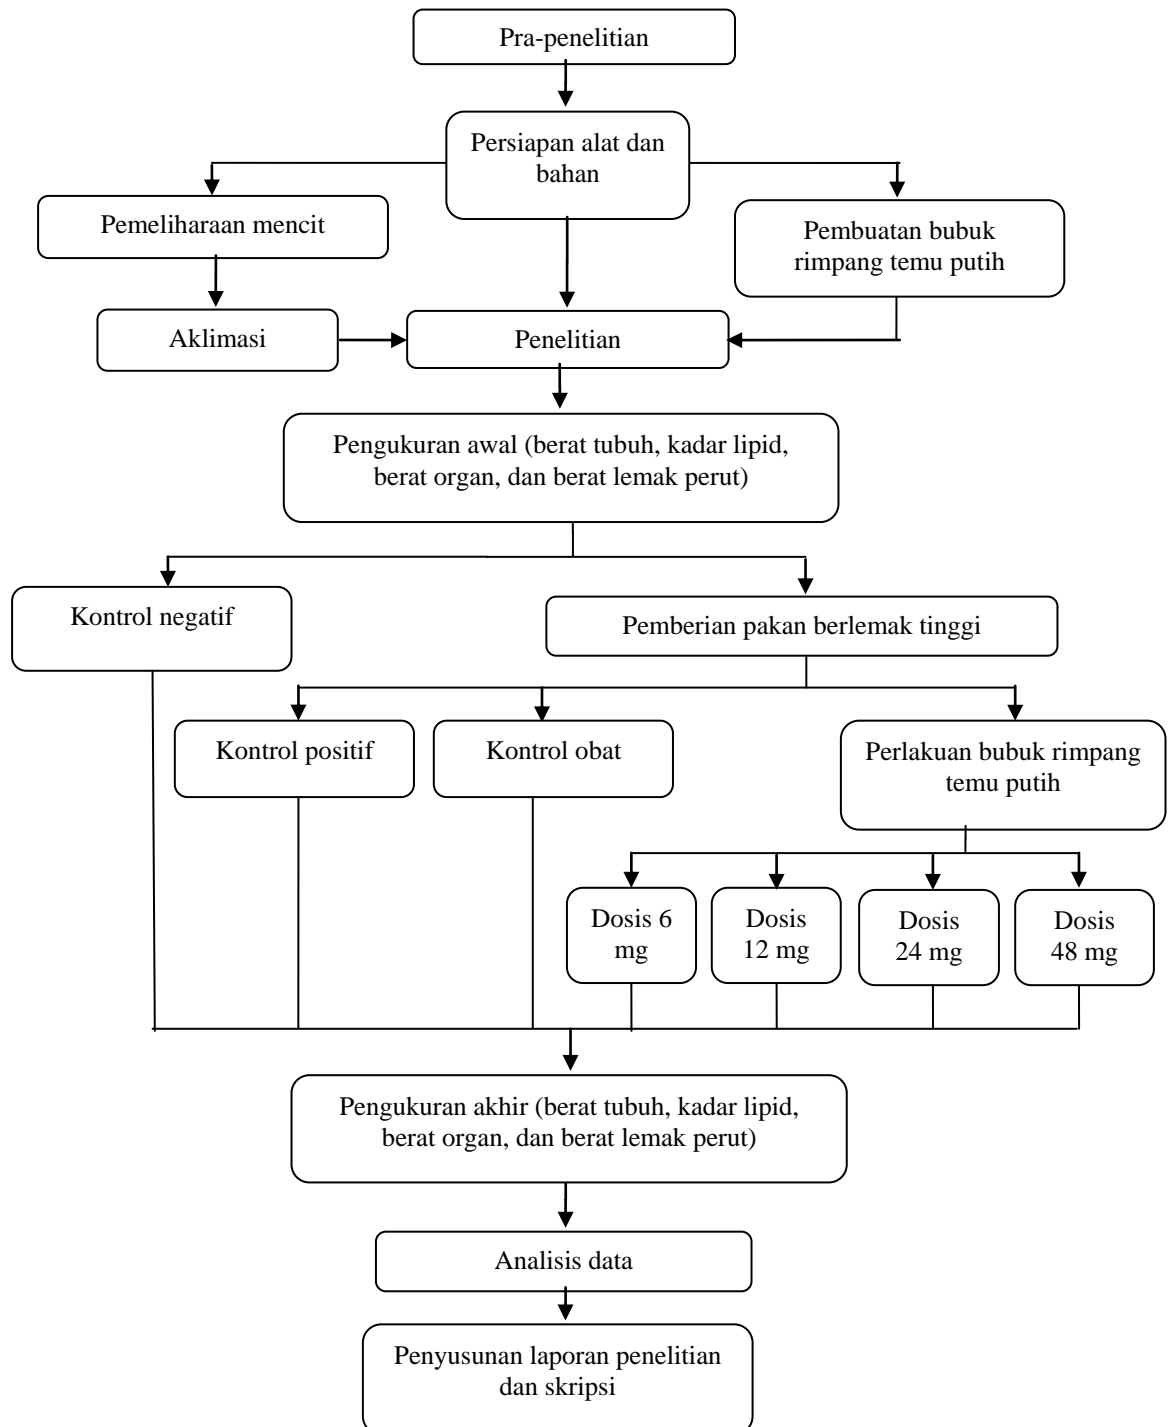 Pra-penelitian
Persiapan alat dan
bahan
Pemeliharaan mencit
Pembuatan bubuk
rimpang temu putih
Aklimasi
Penelitian
Pengukuran awal (berat tubuh, kadar lipid,
berat organ, dan berat lemak perut)
Kontrol negatif
Pemberian pakan berlemak tinggi
Kontrol positif
Kontrol obat
Perlakuan bubuk rimpang
temu putih
Dosis 6
mg
Dosis
12 mg
Dosis
24 mg
Dosis
48 mg
Pengukuran akhir (berat tubuh, kadar lipid,
berat organ, dan berat lemak perut)
Analisis data
Penyusunan laporan penelitian
dan skripsi